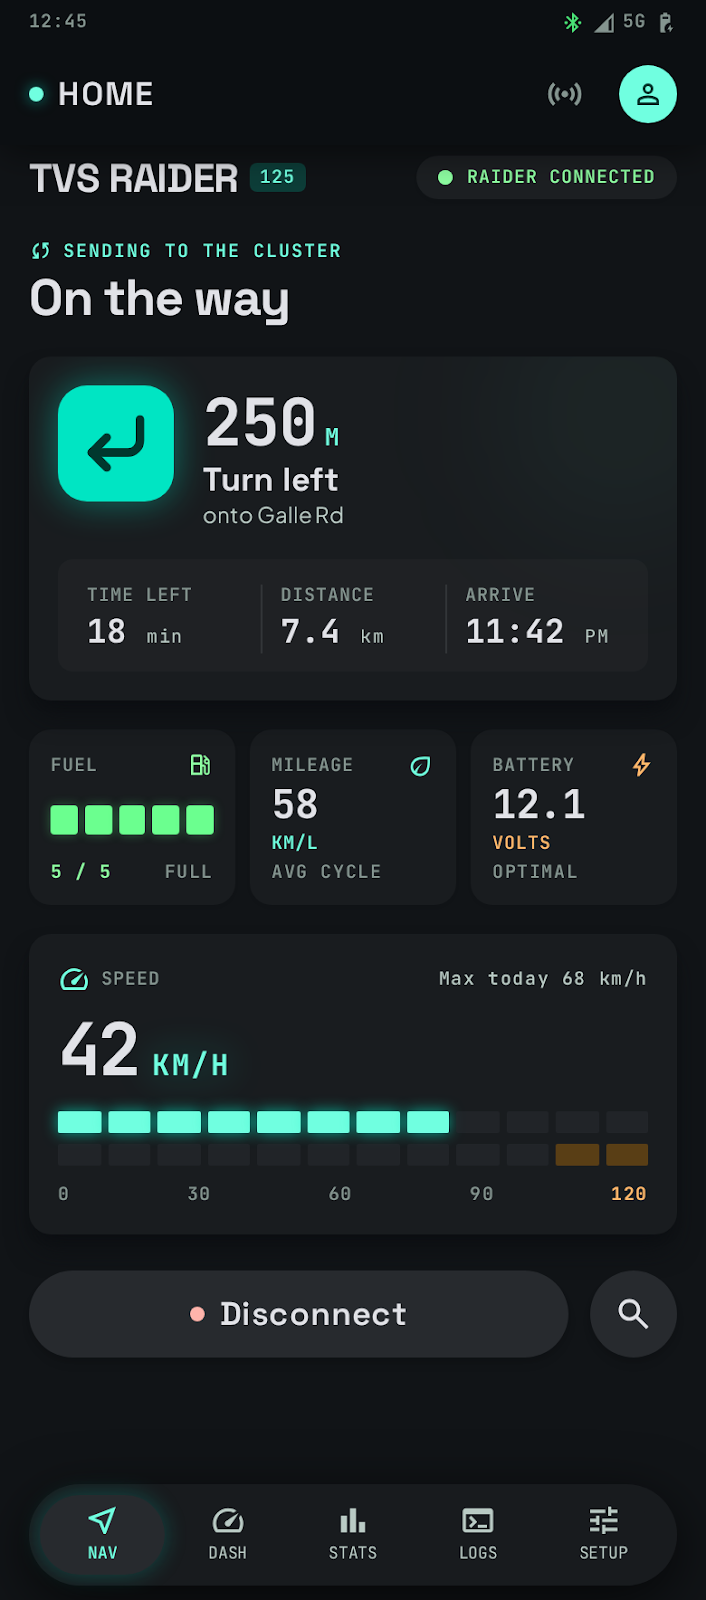 12:45 5G
HOME
TVS RAIDER 125 RAIDER CONNECTED
SENDING TO THE CLUSTER
On the way
250 M
Turn left
onto Galle Rd
TIME LEFT DISTANCE ARRIVE
18 min 7.4 km 11:42 PM
FUEL MILEAGE BATTERY
58 12.1
KM/L VOLTS
5 / 5 FULL AVG CYCLE OPTIMAL
SPEED Max today 68 km/h
42 KM/H
0 30 60 90 120
Disconnect
NAV DASH STATS LOGS SETUP